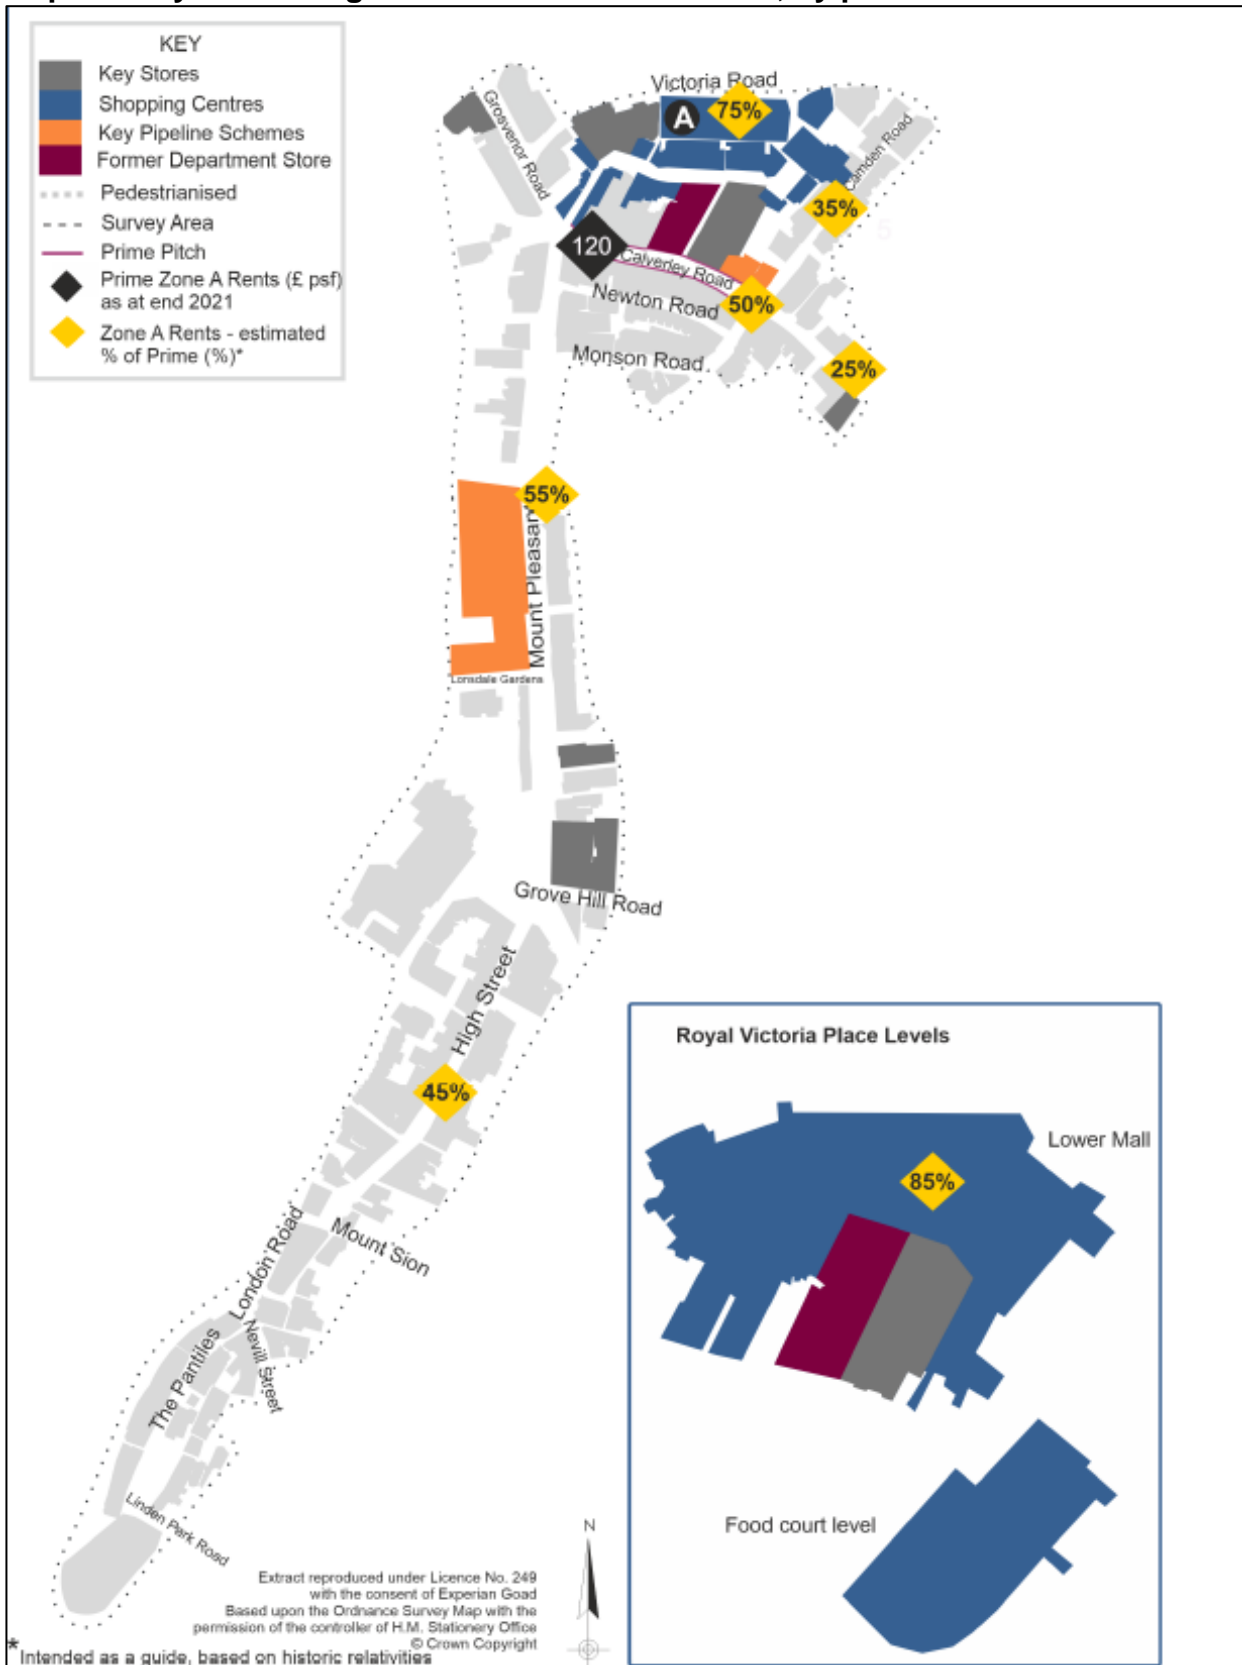 KEY
Key Stores
Shopping Centres
Key Pipeline Schemes
Former Department Store
Pedestrianised
Survey Area
Prime Pitch
Prime Zone A Rents (£ psf)
as at end 2021
Zone A Rents - estimated
% of Prime (%)*
Victoria Road
A
75%
Grosvenor Road
Camden Road
35%
120
Calverley Road
Newton Road
50%
Monson Road
25%
55%
Mount Pleasan
Lonsdale Gardens
Grove Hill Road
High Street
45%
Mount Sion
London Road
Nevill Street
The Pantiles
Linden Park Road
Royal Victoria Place Levels
Lower Mall
85%
Food court level
N
Extract reproduced under Licence No. 249
with the consent of Experian Goad
Based upon the Ordnance Survey Map with the
permission of the controller of H.M. Stationery Office
© Crown Copyright
*Intended as a guide, based on historic relativities